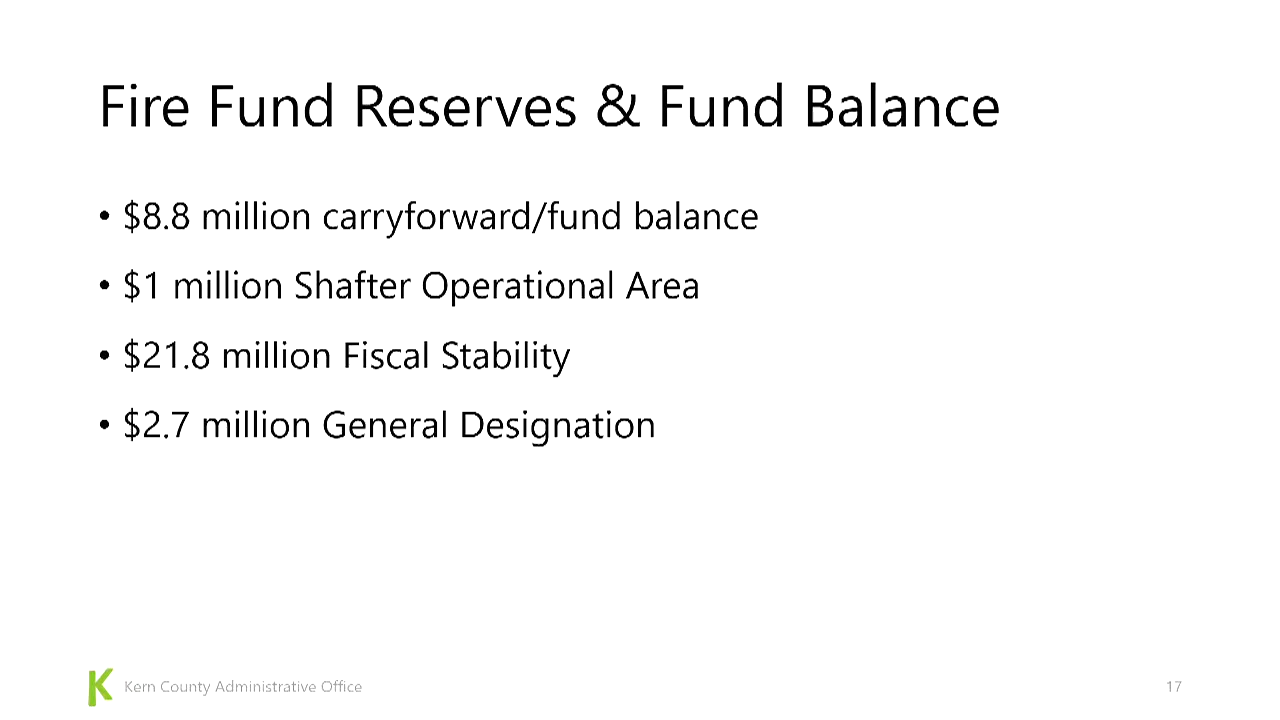 Fire Fund Reserves & Fund Balance
• $8.8 million carryforward/fund balance
• $1 million Shafter Operational Area
• $21.8 million Fiscal Stability
• $2.7 million General Designation
K Kern County Administrative Office
17